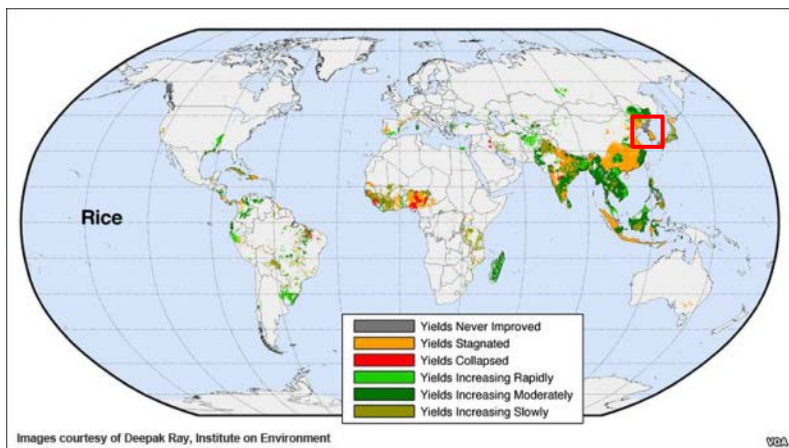 Rice
Yields Never Improved
Yields Stagnated
Yields Collapsed
Yields Increasing Rapidly
Yields Increasing Moderately
Yields Increasing Slowly
Images courtesy of Deepak Ray, Institute on Environment
VOA